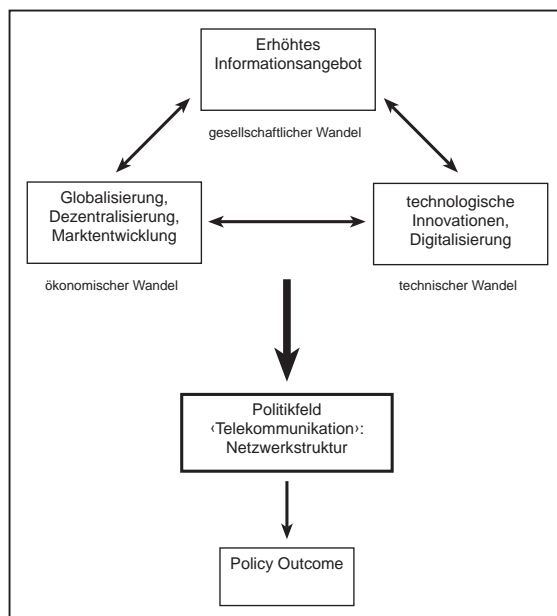 Erhöhtes
Informationsangebot
gesellschaftlicher Wandel
Globalisierung,
Dezentralisierung,
Marktentwicklung
ökonomischer Wandel
technologische
Innovationen,
Digitalisierung
technischer Wandel
Politikfeld
‹Telekommunikation›:
Netzwerkstruktur
Policy Outcome